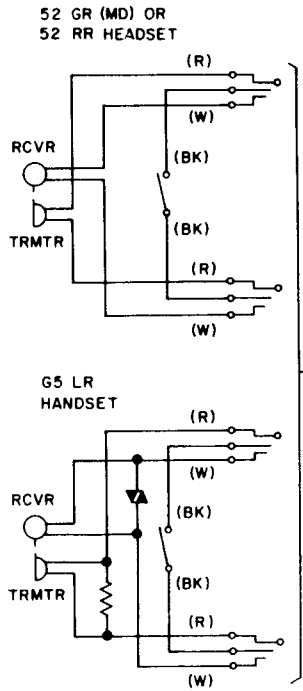 52 GR (MD) OR
52 RR HEADSET
(R)
(W)
RCVR
(BK)
TRMTR
(BK)
(R)
(W)
G5 LR
HANDSET
(R)
(W)
RCVR
(BK)
(BK)
TRMTR
(R)
(W)